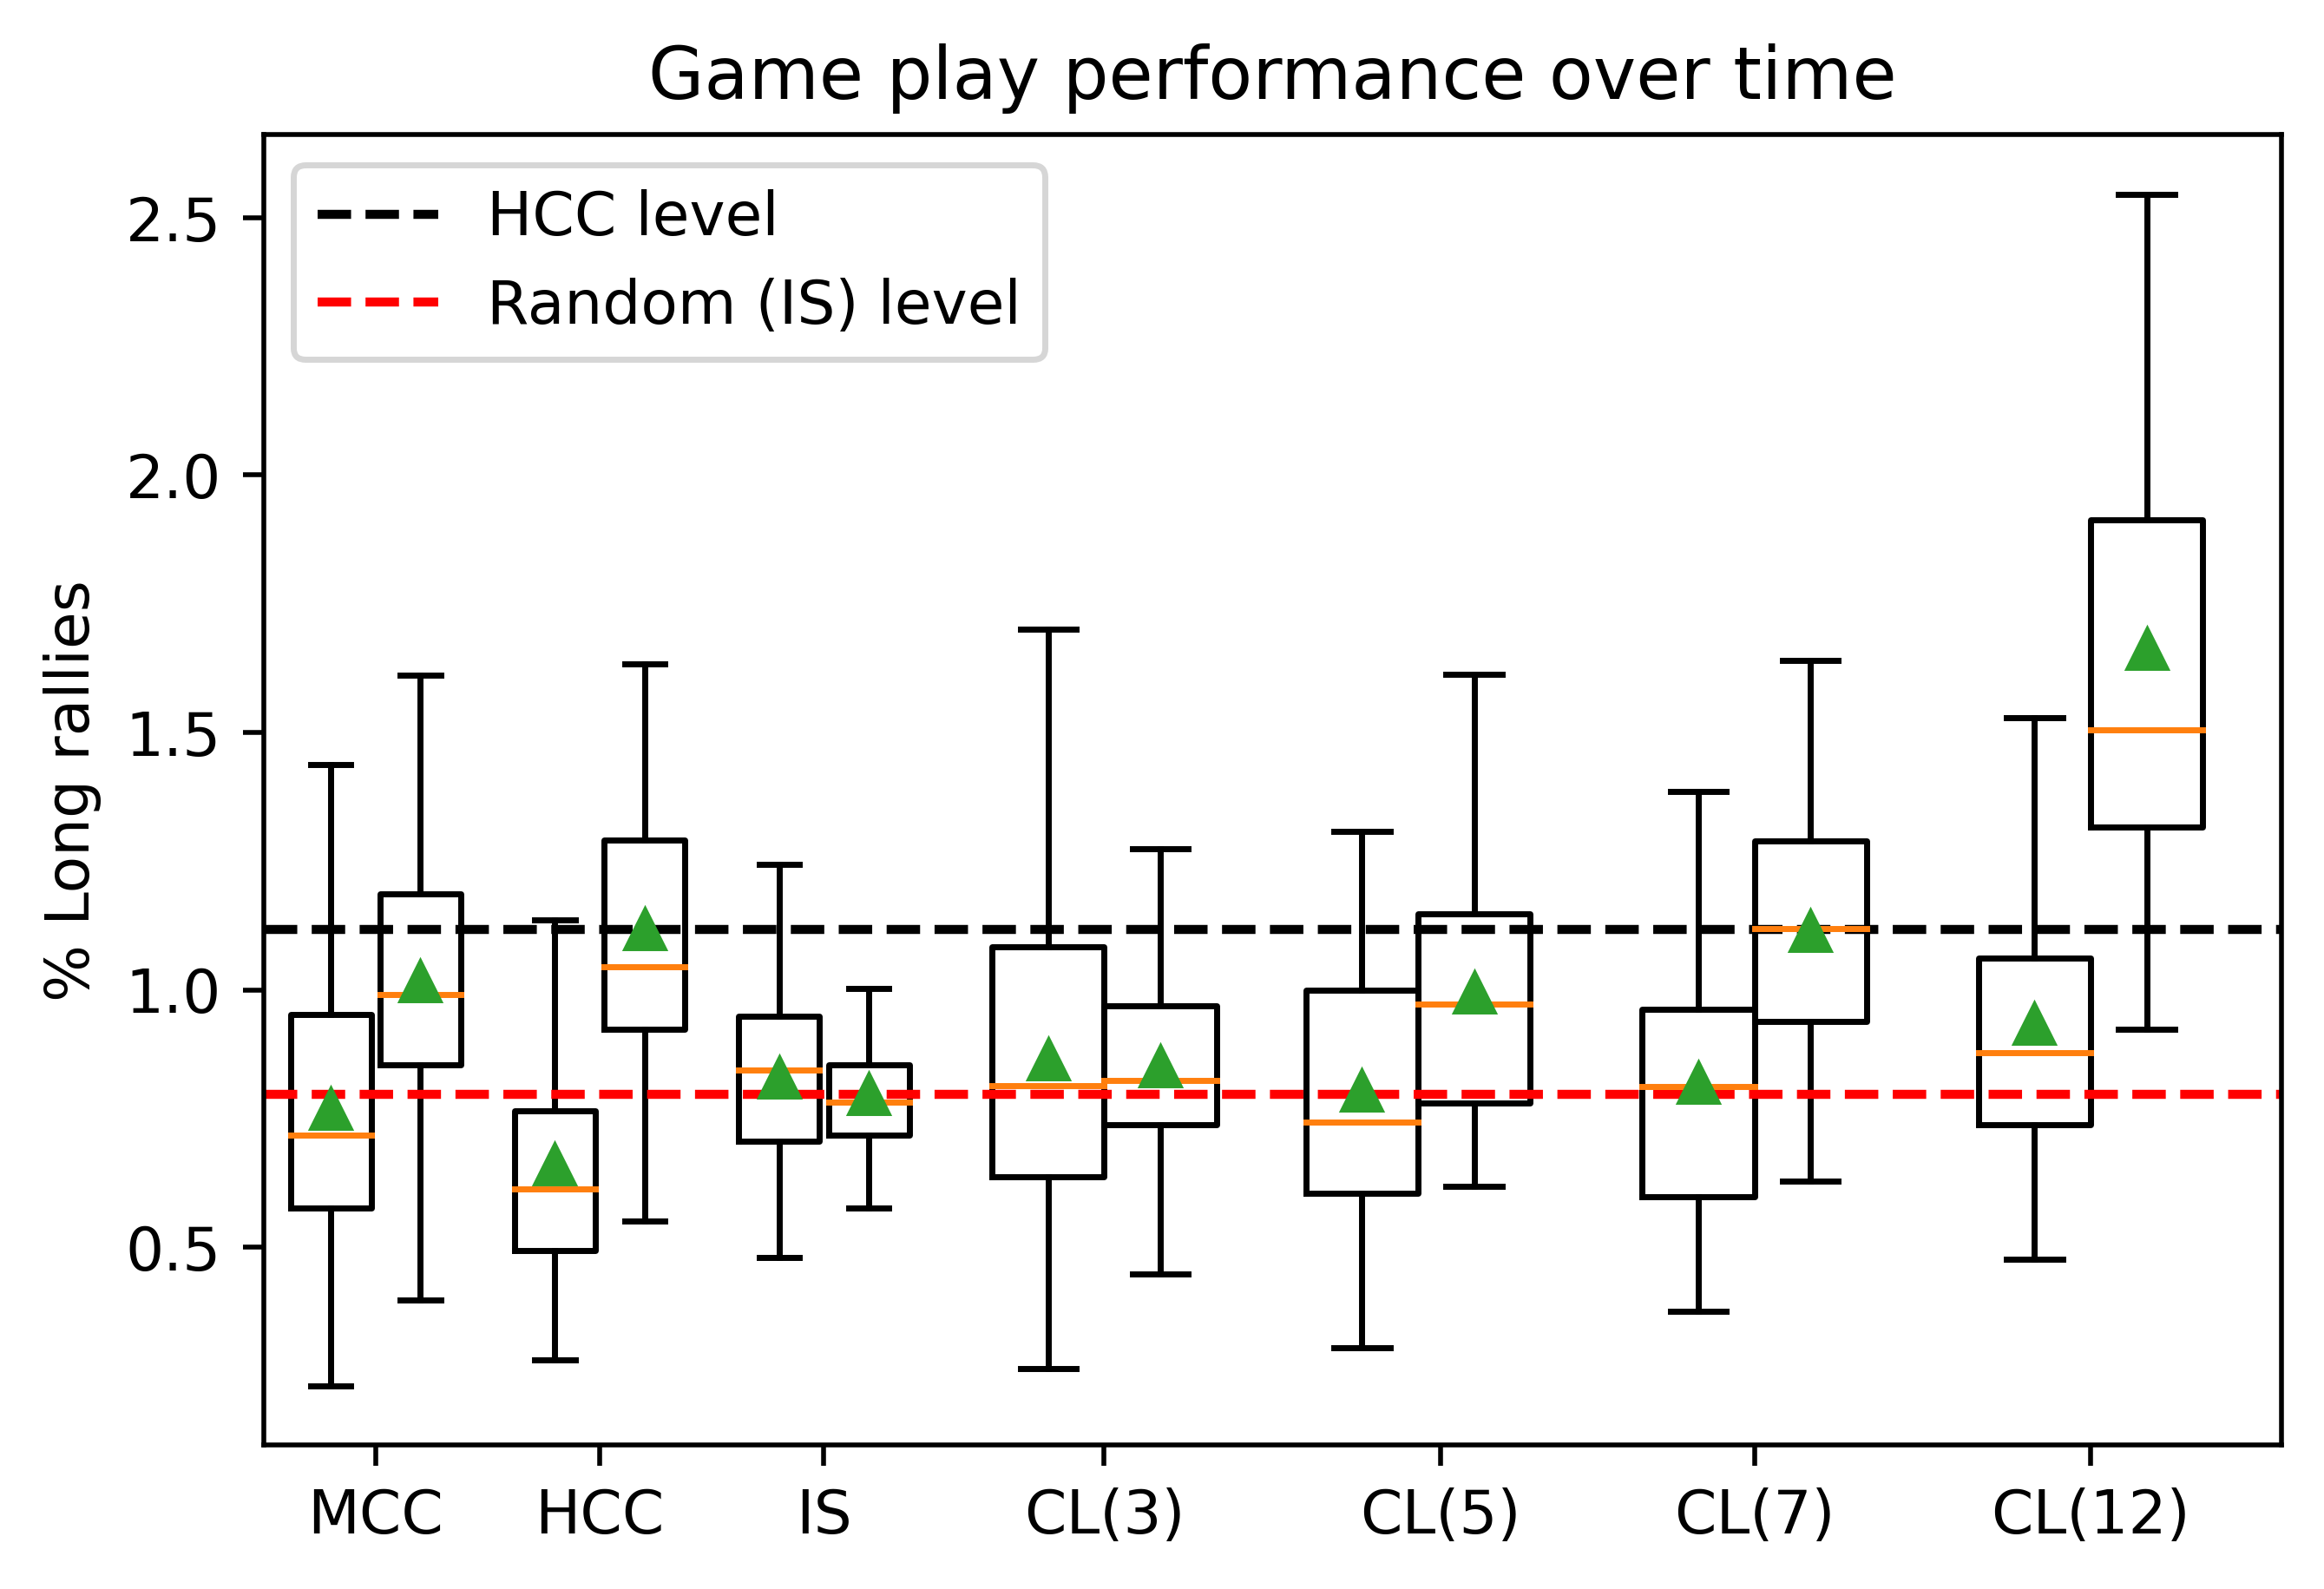 Game play performance over time
HCC level
Random (IS) level
% Long rallies
2.5
2.0
1.5
1.0
0.5
MCC HCC IS CL(3) CL(5) CL(7) CL(12)